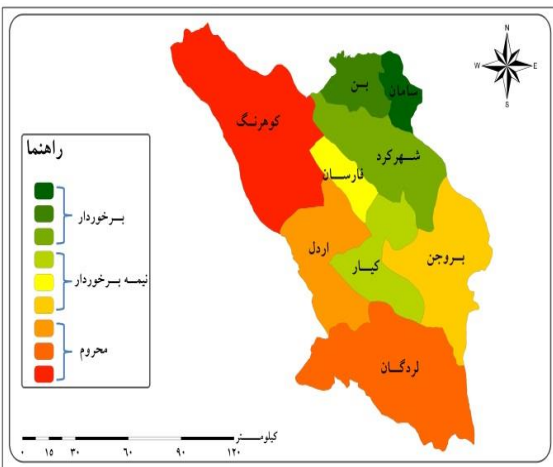 N
W E
S
بن
سامان
کوهرنگ
شهرکرد
فارسان
راهنما
برخوردار
نیمه برخوردار
محروم
اردل
کیار
بروجن
لردگان
کیلومتر
۰ ۱۵ ۳۰ ۶۰ ۹۰ ۱۲۰